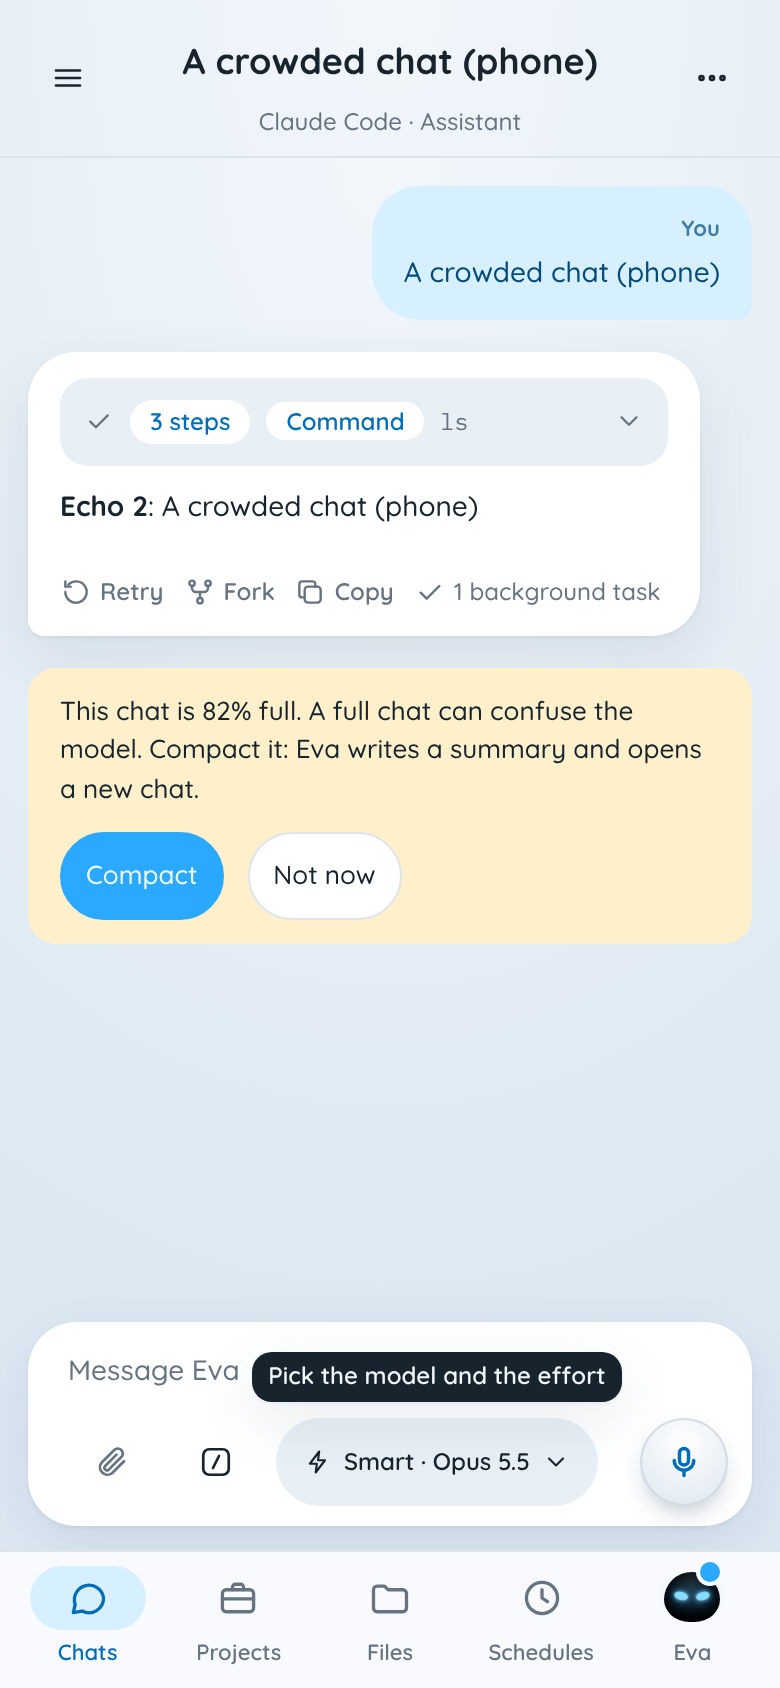 A crowded chat (phone)
Claude Code · Assistant
You
A crowded chat (phone)
3 steps Command 1s
Echo 2: A crowded chat (phone)
Retry Fork Copy 1 background task
This chat is 82% full. A full chat can confuse the
model. Compact it: Eva writes a summary and opens
a new chat.
Compact Not now
Message Eva Pick the model and the effort
Smart · Opus 5.5
Chats Projects Files Schedules Eva